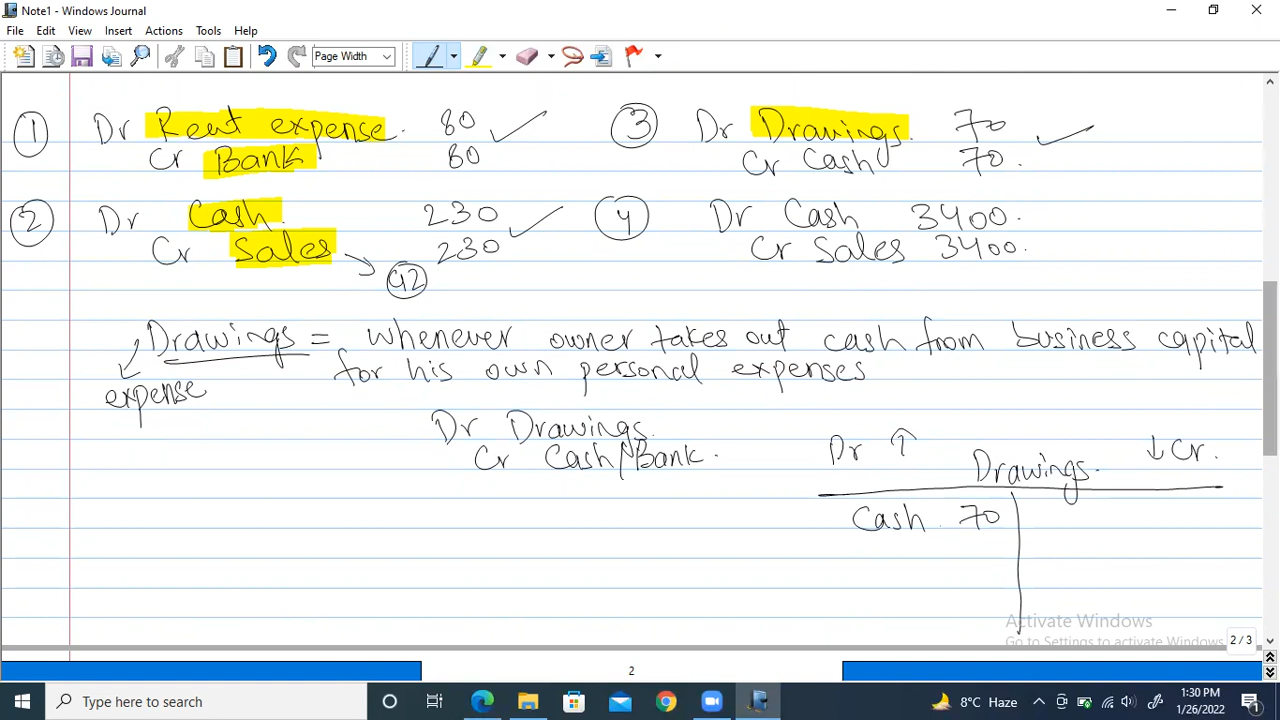 Note1 - Windows Journal
File Edit View Insert Actions Tools Help
Page Width
1 Dr Rent expense. 80
Cr Bank 80
2 Dr Cash. 230
Cr Sales 230
42
3 Dr Drawings. 70
Cr Cash 70.
4 Dr Cash 3400.
Cr Sales 3400.
Drawings = whenever owner takes out cash from business capital
for his own personal expenses
expense
Dr Drawings.
Cr Cash/Bank.
Dr ↑ Drawings. ↓ Cr.
Cash. 70
Activate Windows
Go to Settings to activate Windows.
2/3
2
Type here to search
8°C Haze
1:30 PM
1/26/2022
1